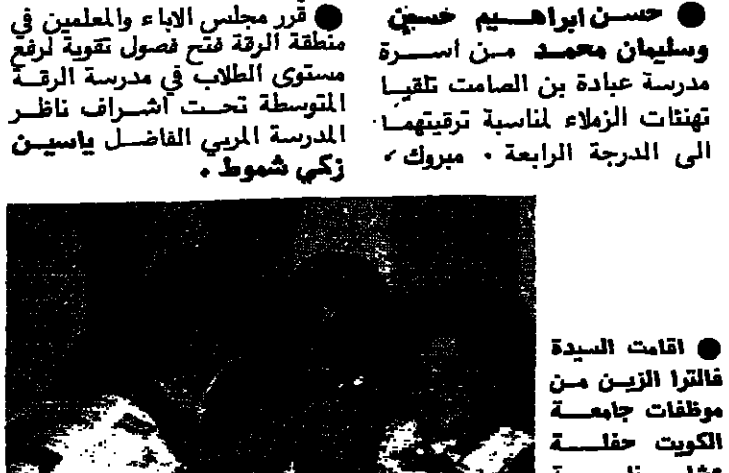 ● حسن ابراهيم حسين
وسليمان محمد من اسرة
مدرسة عبادة بن الصامت تلقيا
تهنئات الزملاء لمناسبة ترقيتهما
الى الدرجة الرابعة . مبروك
● قرر مجلس الاباء والمعلمين في
منطقة الرقة فتح فصول تقوية لرفع
مستوى الطلاب في مدرسة الرقة
المتوسطة تحت اشراف ناظر
المدرسة المربي الفاضل ياسين
زكي شموط .
● اقامت السيدة
فالترا الزين من
موظفات جامعة
الكويت حفلة